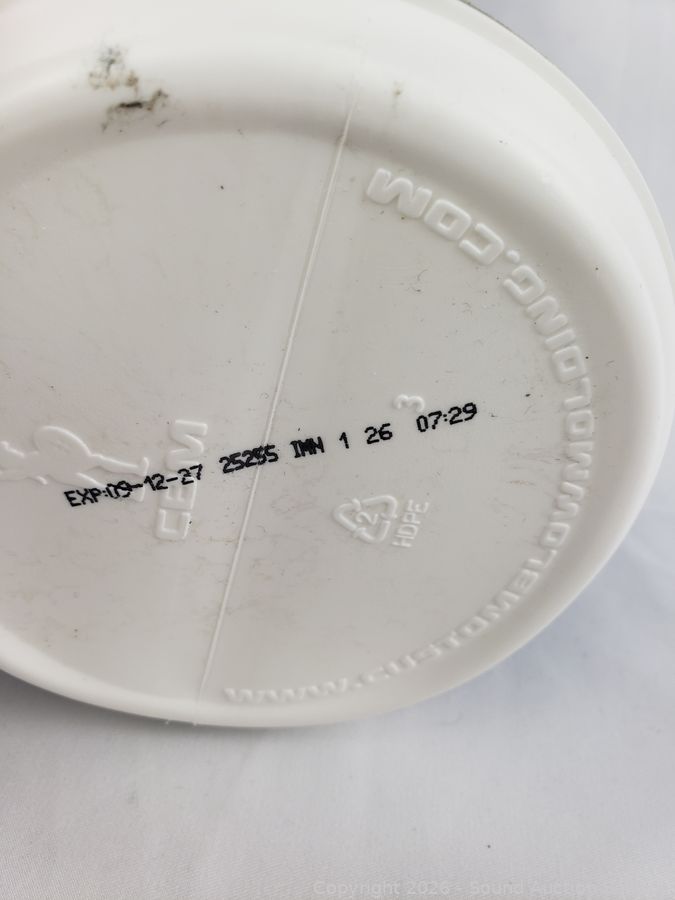 WWW.CUSTOMBLOWMOLDING.COM
3
EXP:09-12-27 25255 IMN 1 26 07:29
CEM
2
HDPE
Copyright 2026 - Sound Auction